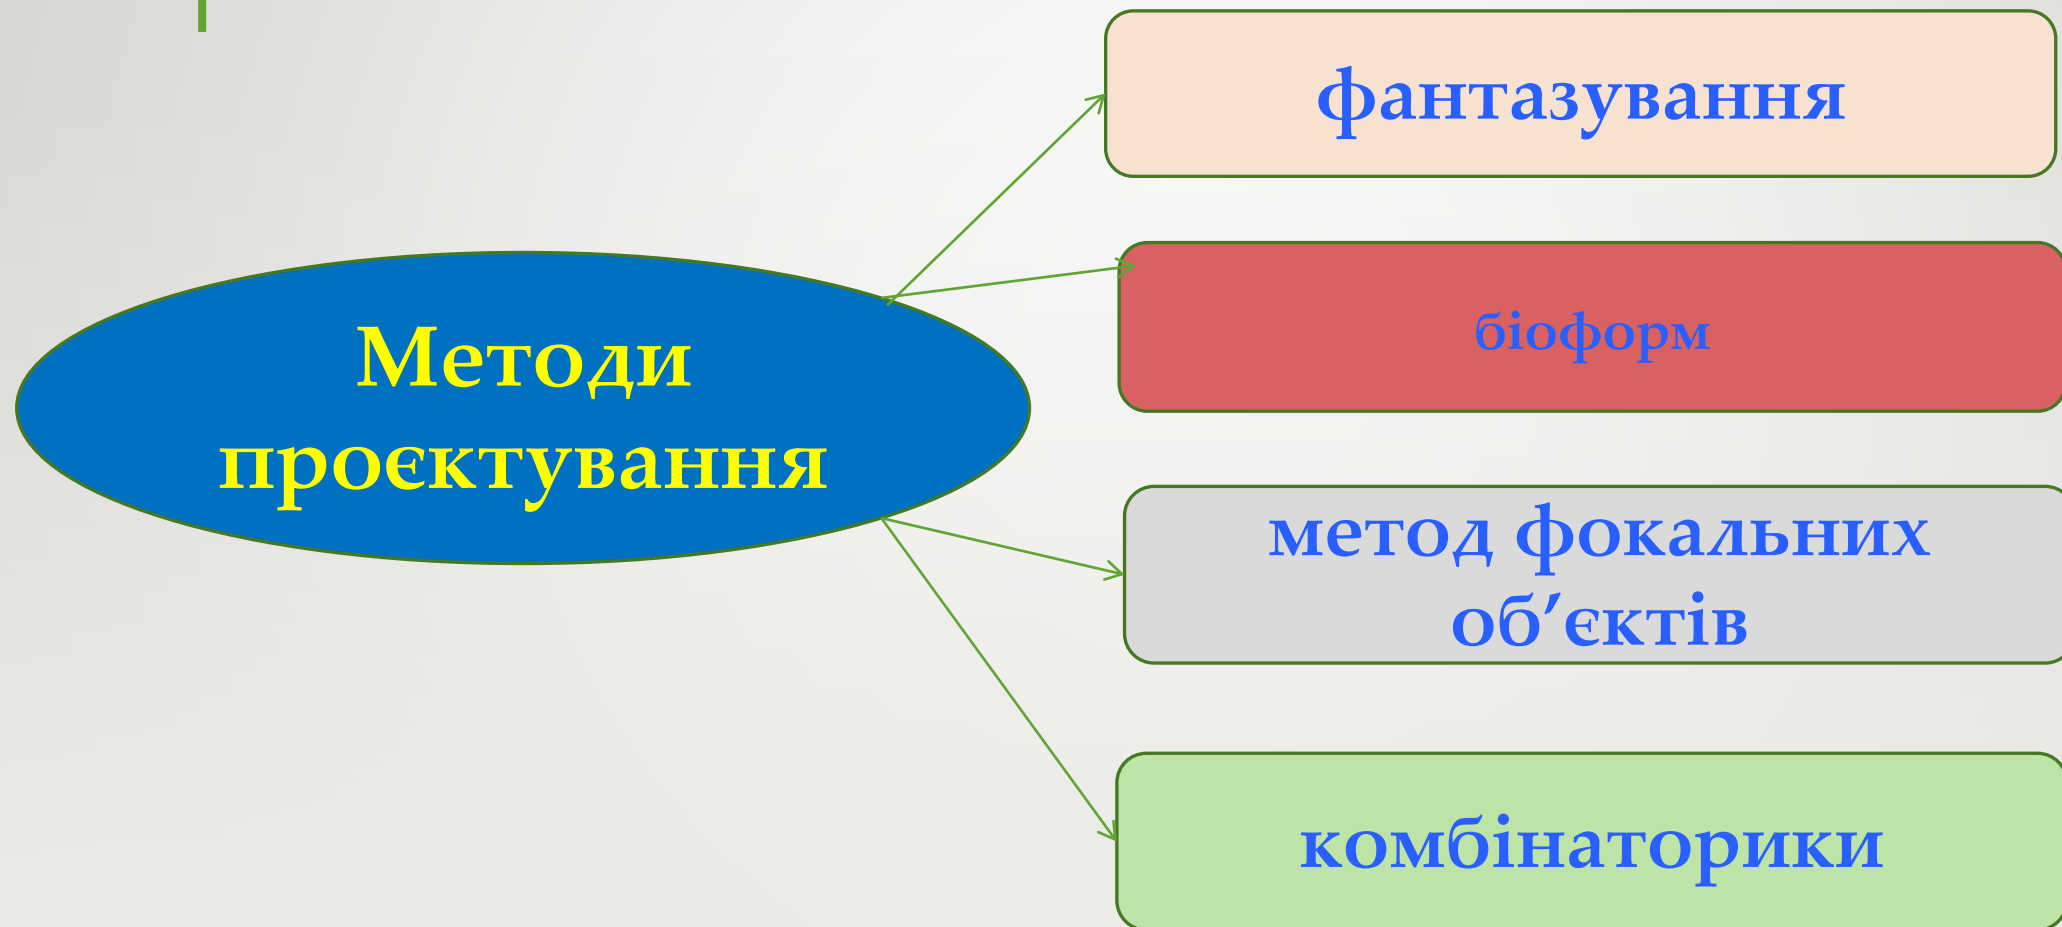 фантазування
біоформ
Методи
проєктування
метод фокальних
об’єктів
комбінаторики